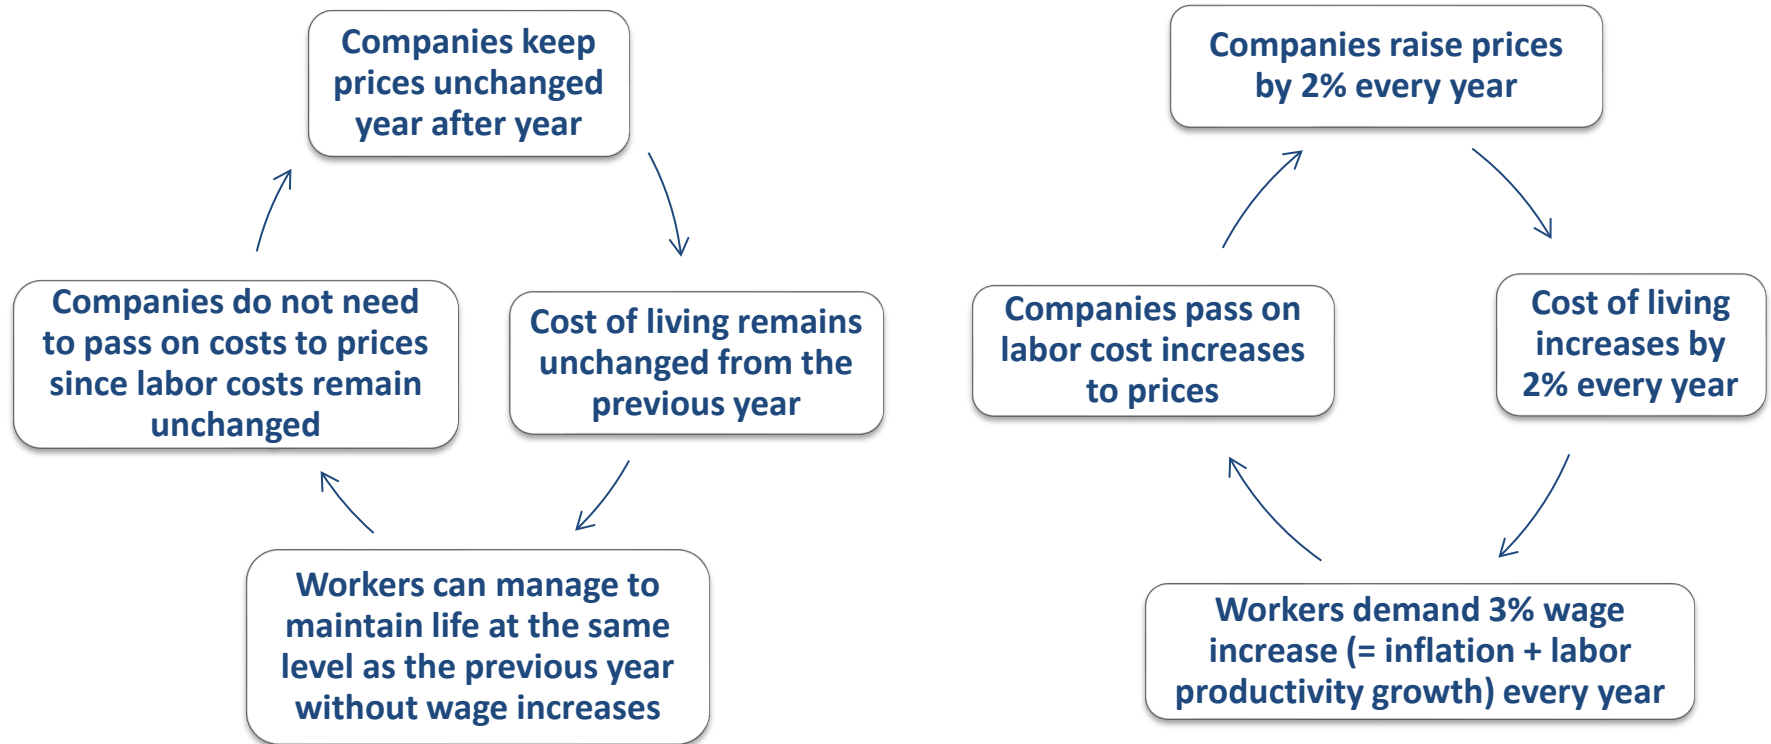 Companies keep
prices unchanged
year after year
Cost of living remains
unchanged from the
previous year
Workers can manage to
maintain life at the same
level as the previous year
without wage increases
Companies do not need
to pass on costs to prices
since labor costs remain
unchanged
Companies raise prices
by 2% every year
Cost of living
increases by
2% every year
Workers demand 3% wage
increase (= inflation + labor
productivity growth) every year
Companies pass on
labor cost increases
to prices